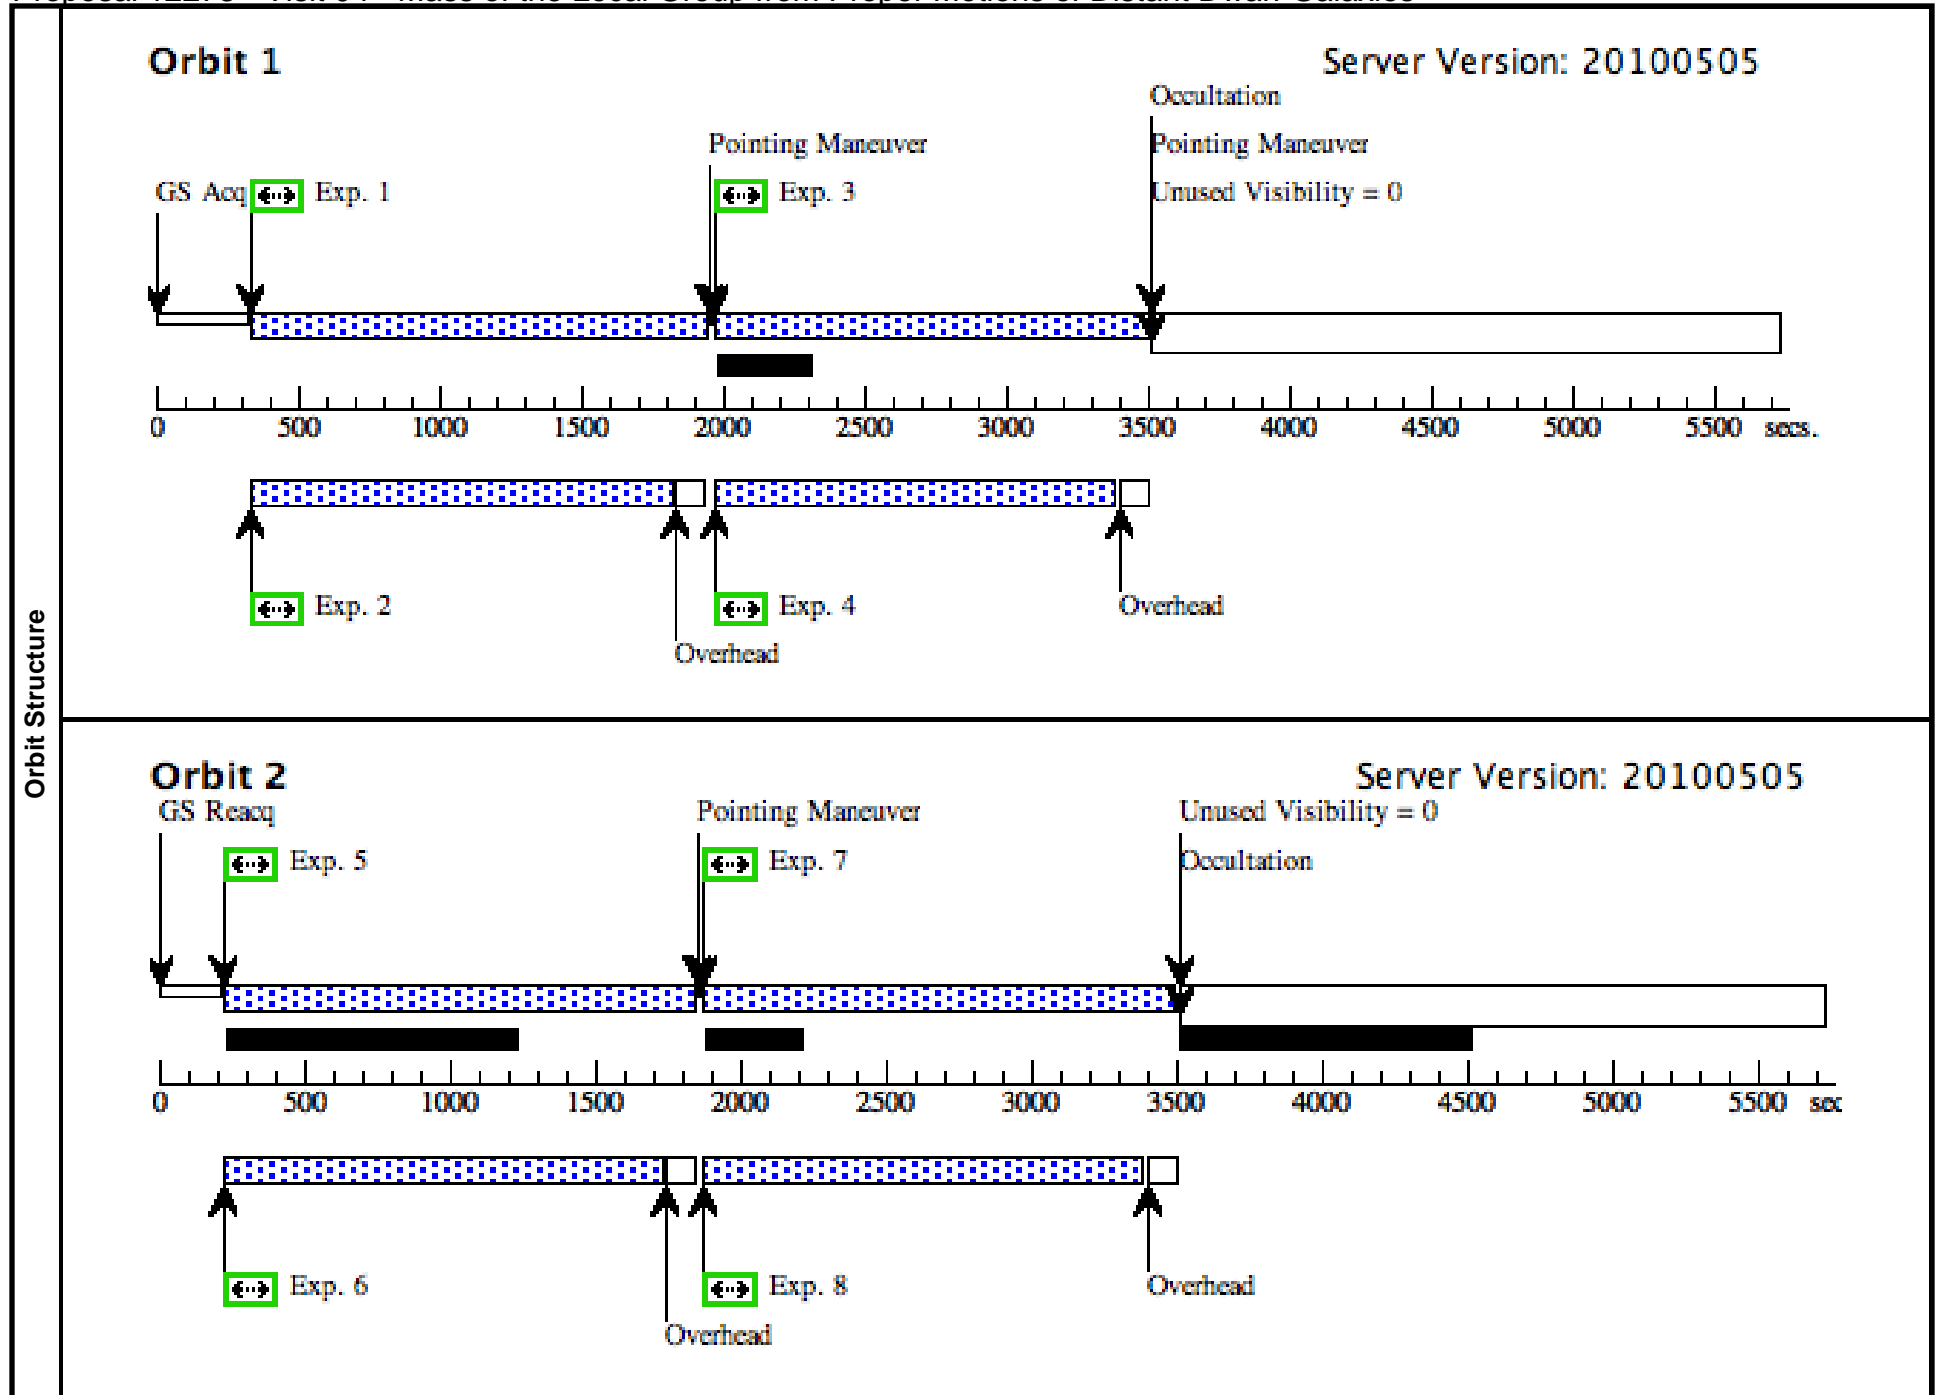 Orbit Structure
Orbit 1
Server Version: 20100505
Occultation
Pointing Maneuver
Pointing Maneuver
GS Acq
Exp. 1
Exp. 3
Unused Visibility = 0
0 500 1000 1500 2000 2500 3000 3500 4000 4500 5000 5500 secs.
Exp. 2
Exp. 4
Overhead
Overhead
Orbit 2
Server Version: 20100505
GS Reacq
Pointing Maneuver
Unused Visibility = 0
Exp. 5
Exp. 7
Occultation
0 500 1000 1500 2000 2500 3000 3500 4000 4500 5000 5500 sec
Exp. 6
Exp. 8
Overhead
Overhead